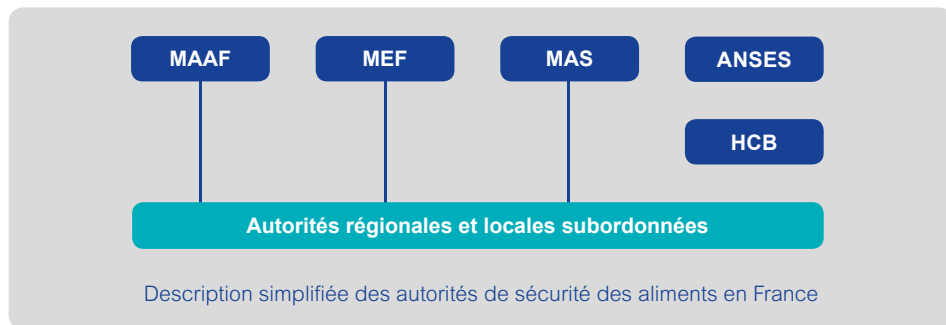 MAAF
MEF
MAS
ANSES
HCB
Autorités régionales et locales subordonnées
Description simplifiée des autorités de sécurité des aliments en France